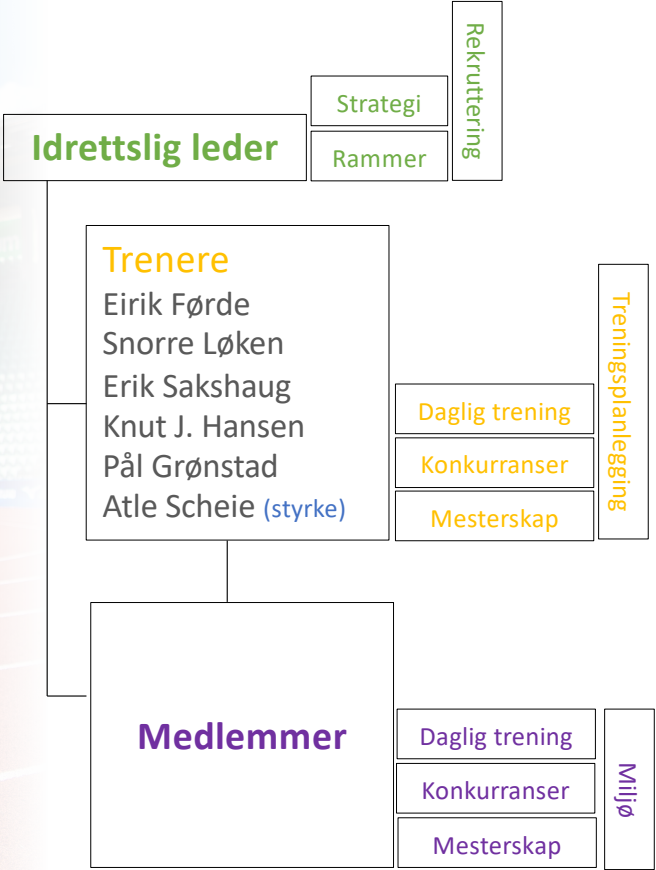 Rekruttering
Strategi
Idrettslig leder
Rammer
Trenere
Eirik Førde
Snorre Løken
Erik Sakshaug
Knut J. Hansen
Pål Grønstad
Atle Scheie (styrke)
Daglig trening
Konkurranser
Mesterskap
Treningsplanlegging
Medlemmer
Daglig trening
Konkurranser
Mesterskap
Miljø